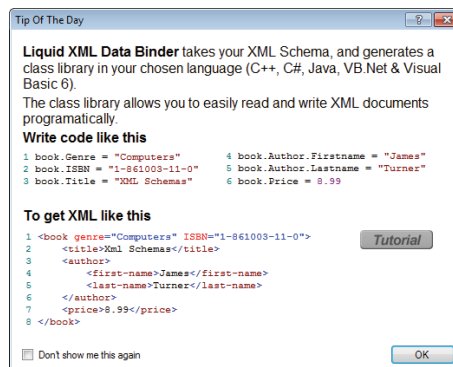 Tip Of The Day
Liquid XML Data Binder takes your XML Schema, and generates a
class library in your chosen language (C++, C#, Java, VB.Net & Visual
Basic 6).
The class library allows you to easily read and write XML documents
programatically.
Write code like this
1 book.Genre = "Computers"
2 book.ISBN = "1-861003-11-0"
3 book.Title = "XML Schemas"
4 book.Author.Firstname = "James"
5 book.Author.Lastname = "Turner"
6 book.Price = 8.99
To get XML like this
1 <book genre="Computers" ISBN="1-861003-11-0">
2 <title>Xml Schemas</title>
3 <author>
4 <first-name>James</first-name>
5 <last-name>Turner</last-name>
6 </author>
7 <price>8.99</price>
8 </book>
Tutorial
Don't show me this again
OK